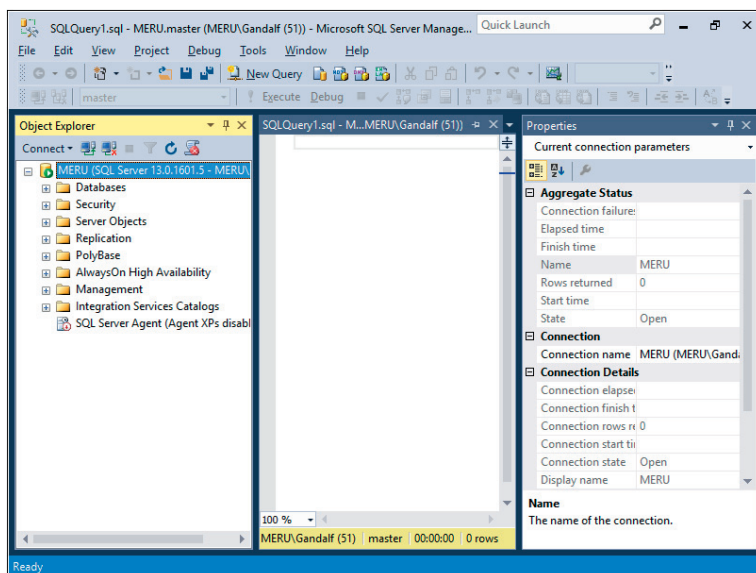 SQLQuery1.sql - MERU.master (MERU\Gandalf (51)) - Microsoft SQL Server Manage...
Quick Launch
File Edit View Project Debug Tools Window Help
New Query
master
Execute Debug
Object Explorer
Connect
MERU (SQL Server 13.0.1601.5 - MERU\
Databases
Security
Server Objects
Replication
PolyBase
AlwaysOn High Availability
Management
Integration Services Catalogs
SQL Server Agent (Agent XPs disabl
SQLQuery1.sql - M...MERU\Gandalf (51))
100 %
MERU\Gandalf (51) master 00:00:00 0 rows
Properties
Current connection parameters
Aggregate Status
Connection failure
Elapsed time
Finish time
Name MERU
Rows returned 0
Start time
State Open
Connection
Connection name MERU (MERU\Ganda
Connection Details
Connection elapse
Connection finish t
Connection rows re 0
Connection start ti
Connection state Open
Display name MERU
Name
The name of the connection.
Ready